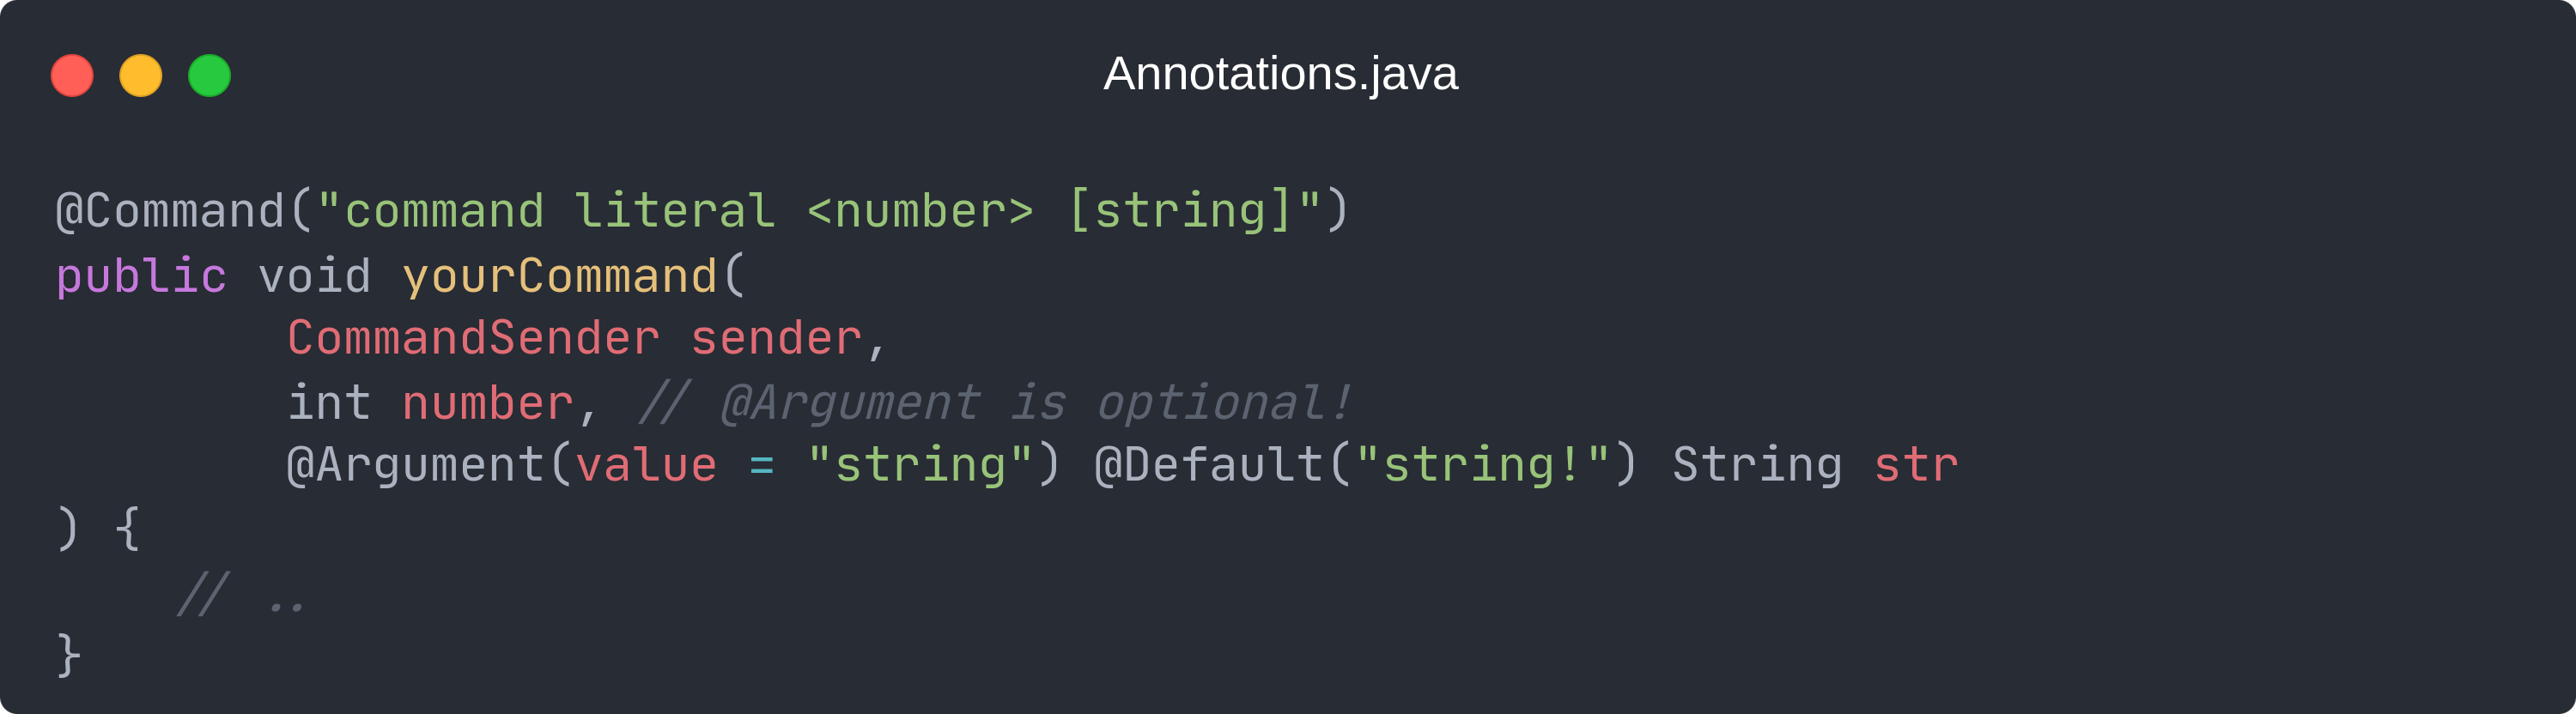 Annotations.java
@Command("command literal <number> [string]")
public void yourCommand(
        CommandSender sender,
        int number, // @Argument is optional!
        @Argument(value = "string") @Default("string!") String str
) {
    // ..
}